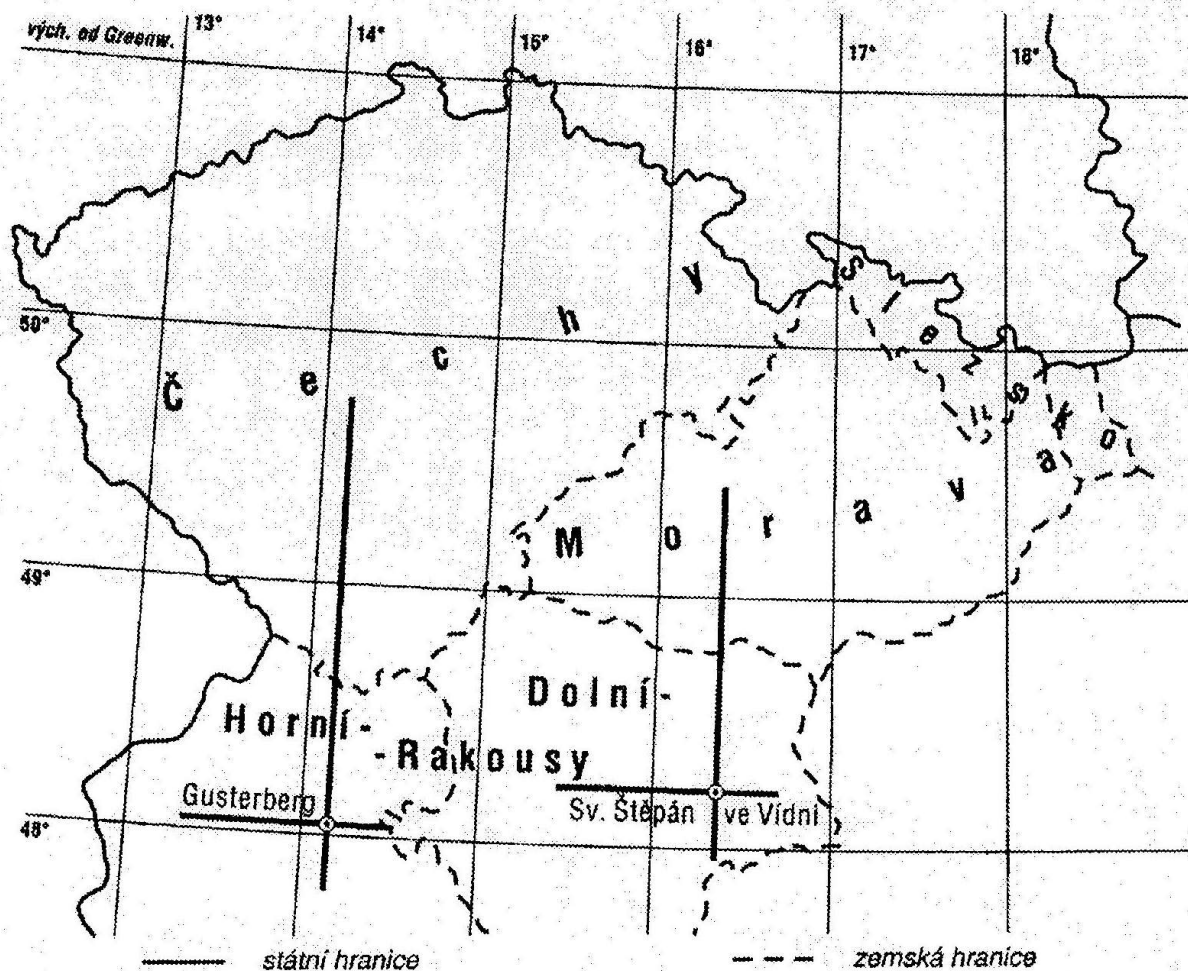 vých. od Greenw.
13°
14°
15°
16°
17°
18°
50°
Čechy
Slezsko
Morava
49°
Dolní-
Horní-
-Rakousy
Gusterberg
Sv. Štěpán ve Vídni
48°
státní hranice
zemská hranice